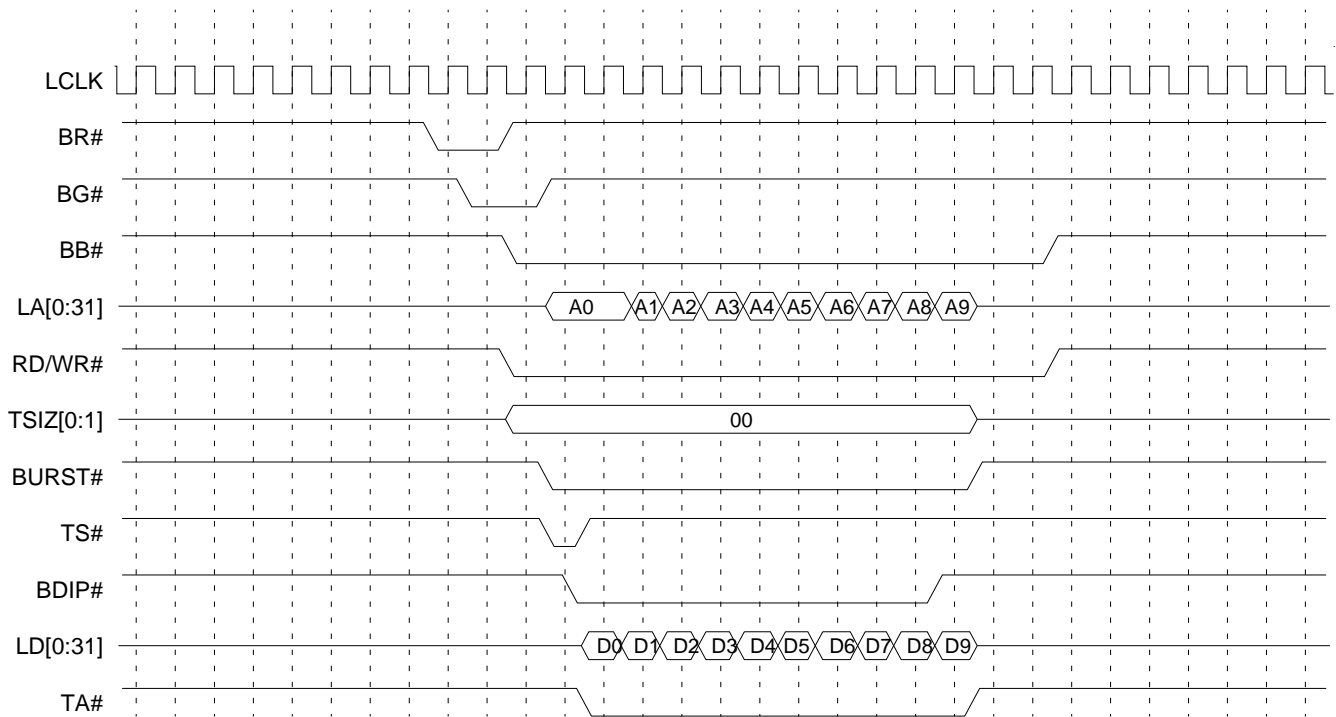 LCLK
BR#
BG#
BB#
LA[0:31] A0 A1 A2 A3 A4 A5 A6 A7 A8 A9
RD/WR#
TSIZ[0:1] 00
BURST#
TS#
BDIP#
LD[0:31] D0 D1 D2 D3 D4 D5 D6 D7 D8 D9
TA#